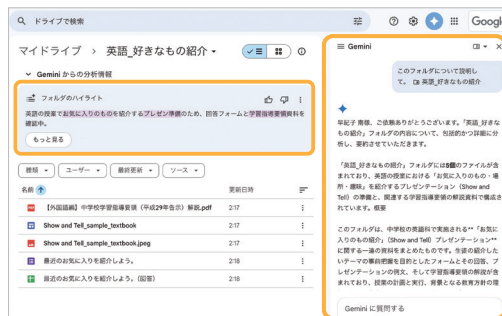 ドライブで検索
Googl
マイドライブ > 英語_好きなもの紹介
Gemini からの分析情報
フォルダのハイライト
英語の授業でお気に入りのものを紹介するプレゼン準備のため、回答フォームと学習指導要領資料を
確認中。
もっと見る
種類
ユーザー
最終更新
ソース
名前
更新日時
【外国語編】中学校学習指導要領（平成29年告示）解説.pdf 2:17
Show and Tell_sample_textbook 2:17
Show and Tell_sample_textbook.jpeg 2:17
最近のお気に入りを紹介しよう。 2:18
最近のお気に入りを紹介しよう。（回答） 2:18
Gemini
このフォルダについて説明し
て。 英語_好きなもの紹介
早紀子 南様、ご依頼ありがとうございます。「英語_好きな
もの紹介」フォルダの内容について、包括的かつ詳細に分
析し、要約させていただきます。
「英語_好きなもの紹介」フォルダには5個のファイルが含
まれており、英語の授業における「お気に入りのもの・場
所・趣味」を紹介するプレゼンテーション（Show and
Tell）の準備と、関連する学習指導要領の解説資料で構成さ
れています。概要
このフォルダは、中学校の英語科で実施される**「お気に
入りのもの紹介」（Show and Tell）プレゼンテーション**
に関する一連の資料をまとめたものです。生徒の紹介した
いテーマの事前把握を目的としたフォームとその回答、プ
レゼンテーションの例文、そして学習指導要領の解説が含
まれており、授業の計画と実行、背景となる教育方針の理
Gemini に質問する